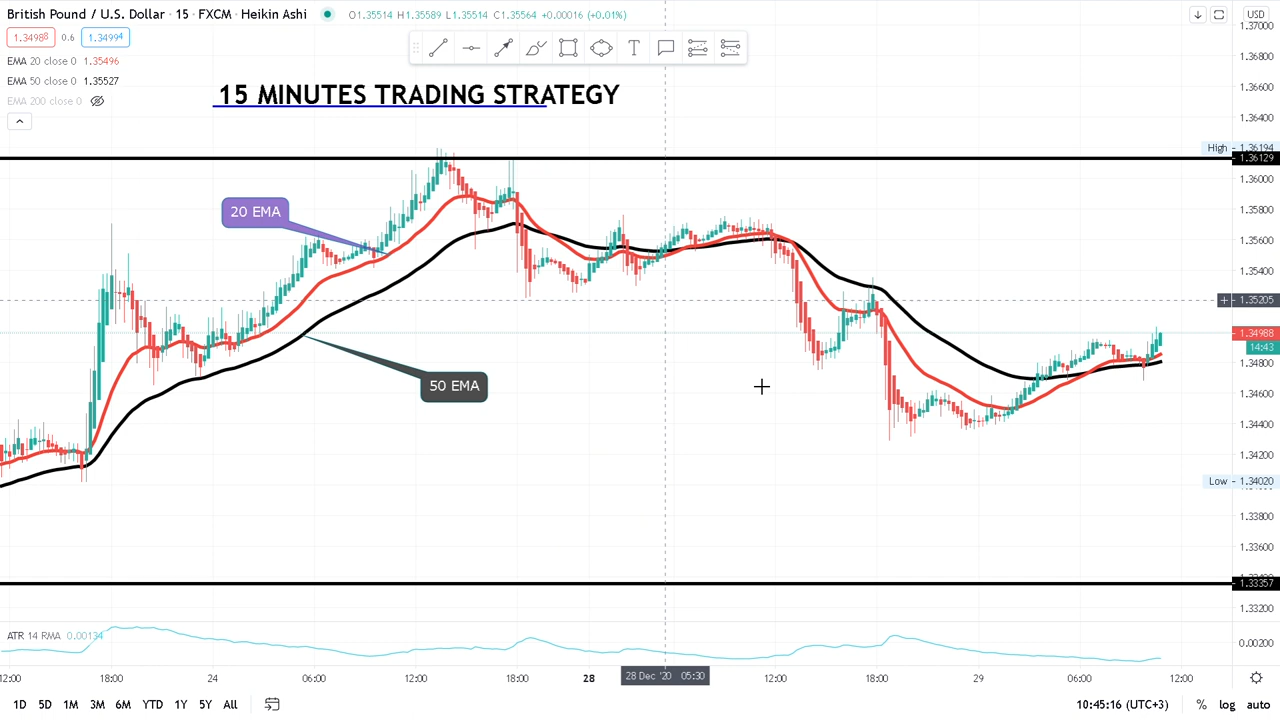 British Pound / U.S. Dollar · 15 · FXCM · Heikin Ashi O1.35514 H1.35589 L1.35514 C1.35564 +0.00016 (+0.01%) USD
1.34988 0.6 1.34994
EMA 20 close 0 1.35496
EMA 50 close 0 1.35527
EMA 200 close 0
15 MINUTES TRADING STRATEGY
20 EMA
50 EMA
1.37000
1.36800
1.36600
1.36400
High 1.36194
1.36129
1.36000
1.35800
1.35600
1.35400
1.35205
1.34988
14:43
1.34800
1.34600
1.34400
1.34200
Low 1.34020
1.33800
1.33600
1.33357
1.33200
ATR 14 RMA 0.00134
0.00200
12:00 18:00 24 06:00 12:00 18:00 28 28 Dec '20 05:30 12:00 18:00 29 06:00 12:00
1D 5D 1M 3M 6M YTD 1Y 5Y All 10:45:16 (UTC+3) % log auto